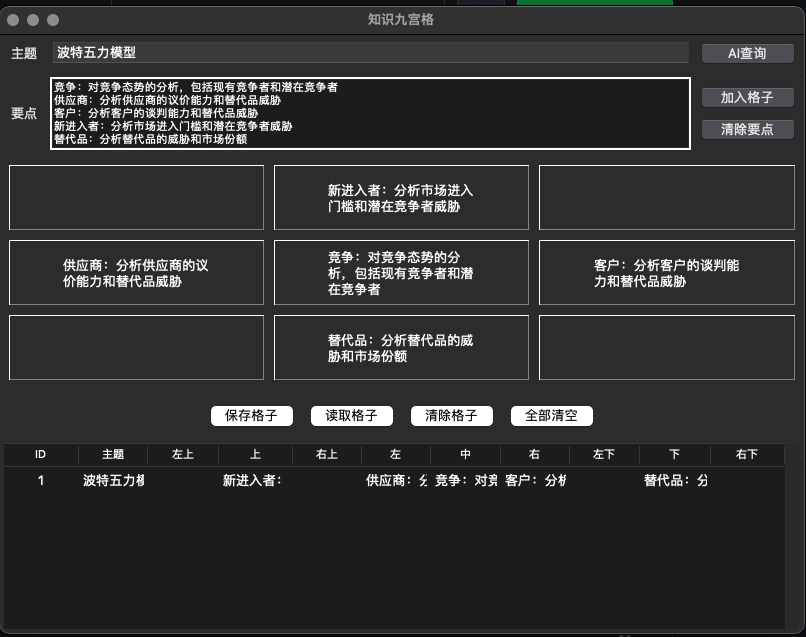 知识九宫格
主题
波特五力模型
AI查询
要点
竞争：对竞争态势的分析，包括现有竞争者和潜在竞争者
供应商：分析供应商的议价能力和替代品威胁
客户：分析客户的谈判能力和替代品威胁
新进入者：分析市场进入门槛和潜在竞争者威胁
替代品：分析替代品的威胁和市场份额
加入格子
清除要点
新进入者：分析市场进入
门槛和潜在竞争者威胁
供应商：分析供应商的议
价能力和替代品威胁
竞争：对竞争态势的分
析，包括现有竞争者和潜
在竞争者
客户：分析客户的谈判能
力和替代品威胁
替代品：分析替代品的威
胁和市场份额
保存格子 读取格子 清除格子 全部清空
ID 主题 左上 上 右上 左 中 右 左下 下 右下
1 波特五力模 新进入者： 供应商：分 竞争：对竞 客户：分析 替代品：分